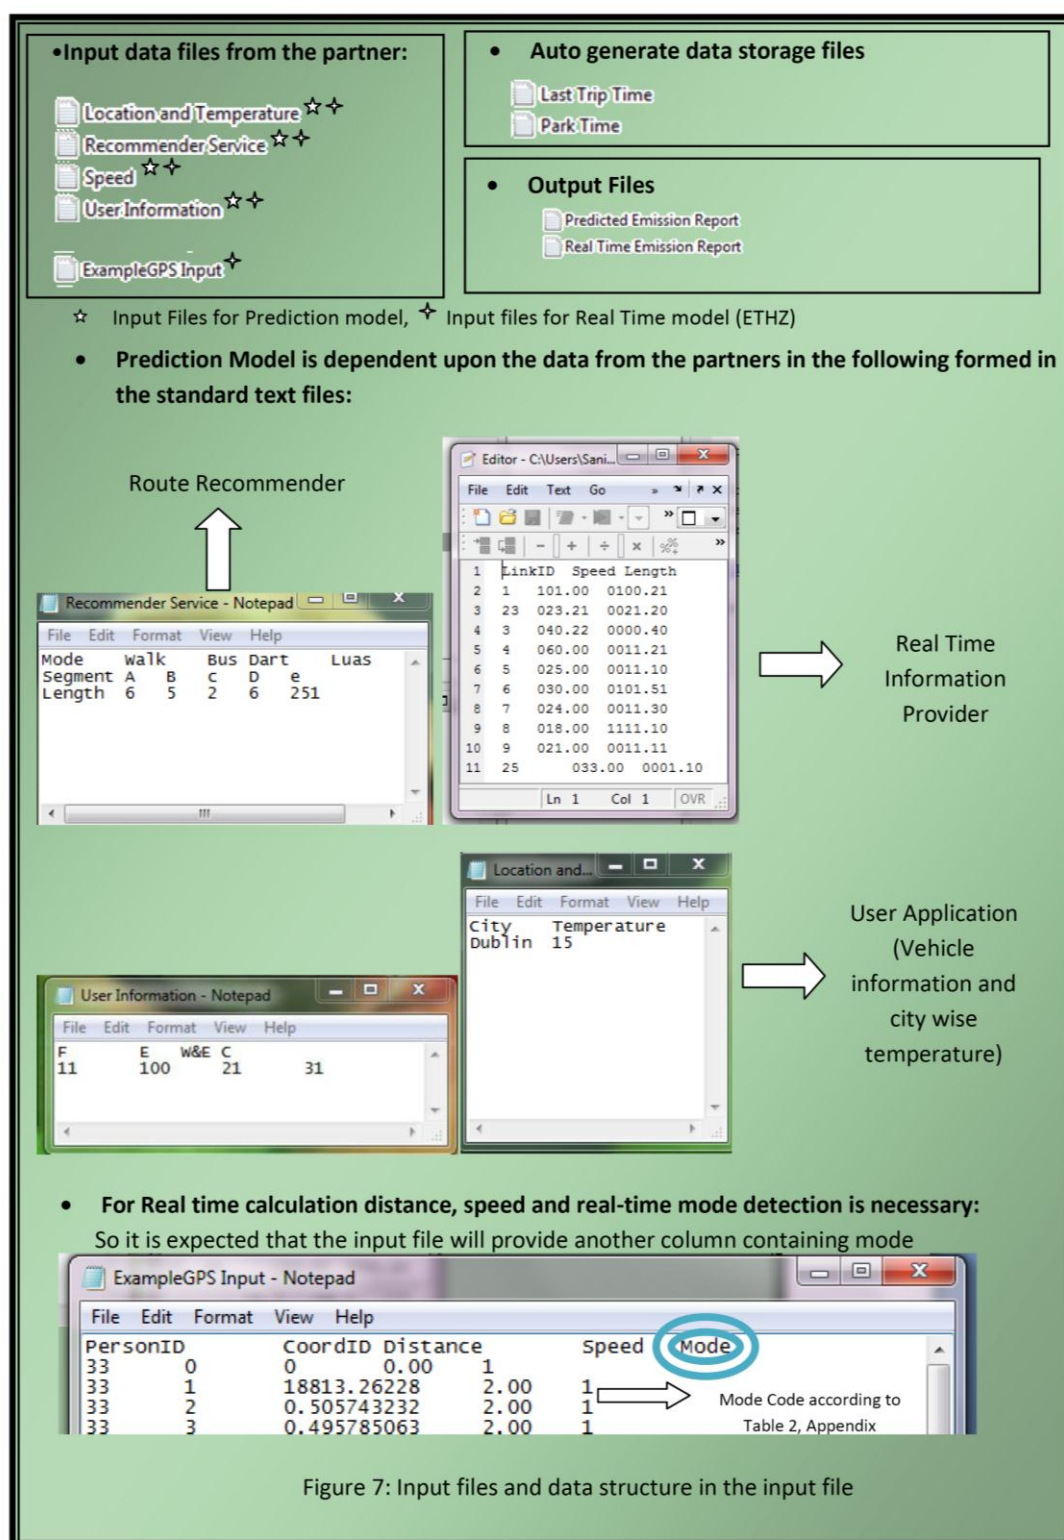 •Input data files from the partner:
Location and Temperature ☆ ✧
Recommender Service ☆ ✧
Speed ☆ ✧
User Information ☆ ✧
ExampleGPS Input ✧
• Auto generate data storage files
Last Trip Time
Park Time
• Output Files
Predicted Emission Report
Real Time Emission Report
☆ Input Files for Prediction model, ✧ Input files for Real Time model (ETHZ)
• Prediction Model is dependent upon the data from the partners in the following formed in
the standard text files:
Route Recommender
Recommender Service - Notepad
File Edit Format View Help
Mode Walk Bus Dart Luas
Segment A B c D e
Length 6 5 2 6 251
Editor - C:\Users\Sani...
File Edit Text Go
1 LinkID Speed Length
2 1 101.00 0100.21
3 23 023.21 0021.20
4 3 040.22 0000.40
5 4 060.00 0011.21
6 5 025.00 0011.10
7 6 030.00 0101.51
8 7 024.00 0011.30
9 8 018.00 1111.10
10 9 021.00 0011.11
11 25 033.00 0001.10
Ln 1 Col 1 OVR
Real Time
Information
Provider
Location and...
File Edit Format View Help
City Temperature
Dublin 15
User Application
(Vehicle
information and
city wise
temperature)
User Information - Notepad
File Edit Format View Help
F E W&E C
11 100 21 31
• For Real time calculation distance, speed and real-time mode detection is necessary:
So it is expected that the input file will provide another column containing mode
ExampleGPS Input - Notepad
File Edit Format View Help
PersonID CoordID Distance Speed Mode
33 0 0 0.00 1
33 1 18813.26228 2.00 1
33 2 0.505743232 2.00 1
33 3 0.495785063 2.00 1
Mode Code according to
Table 2, Appendix
Figure 7: Input files and data structure in the input file